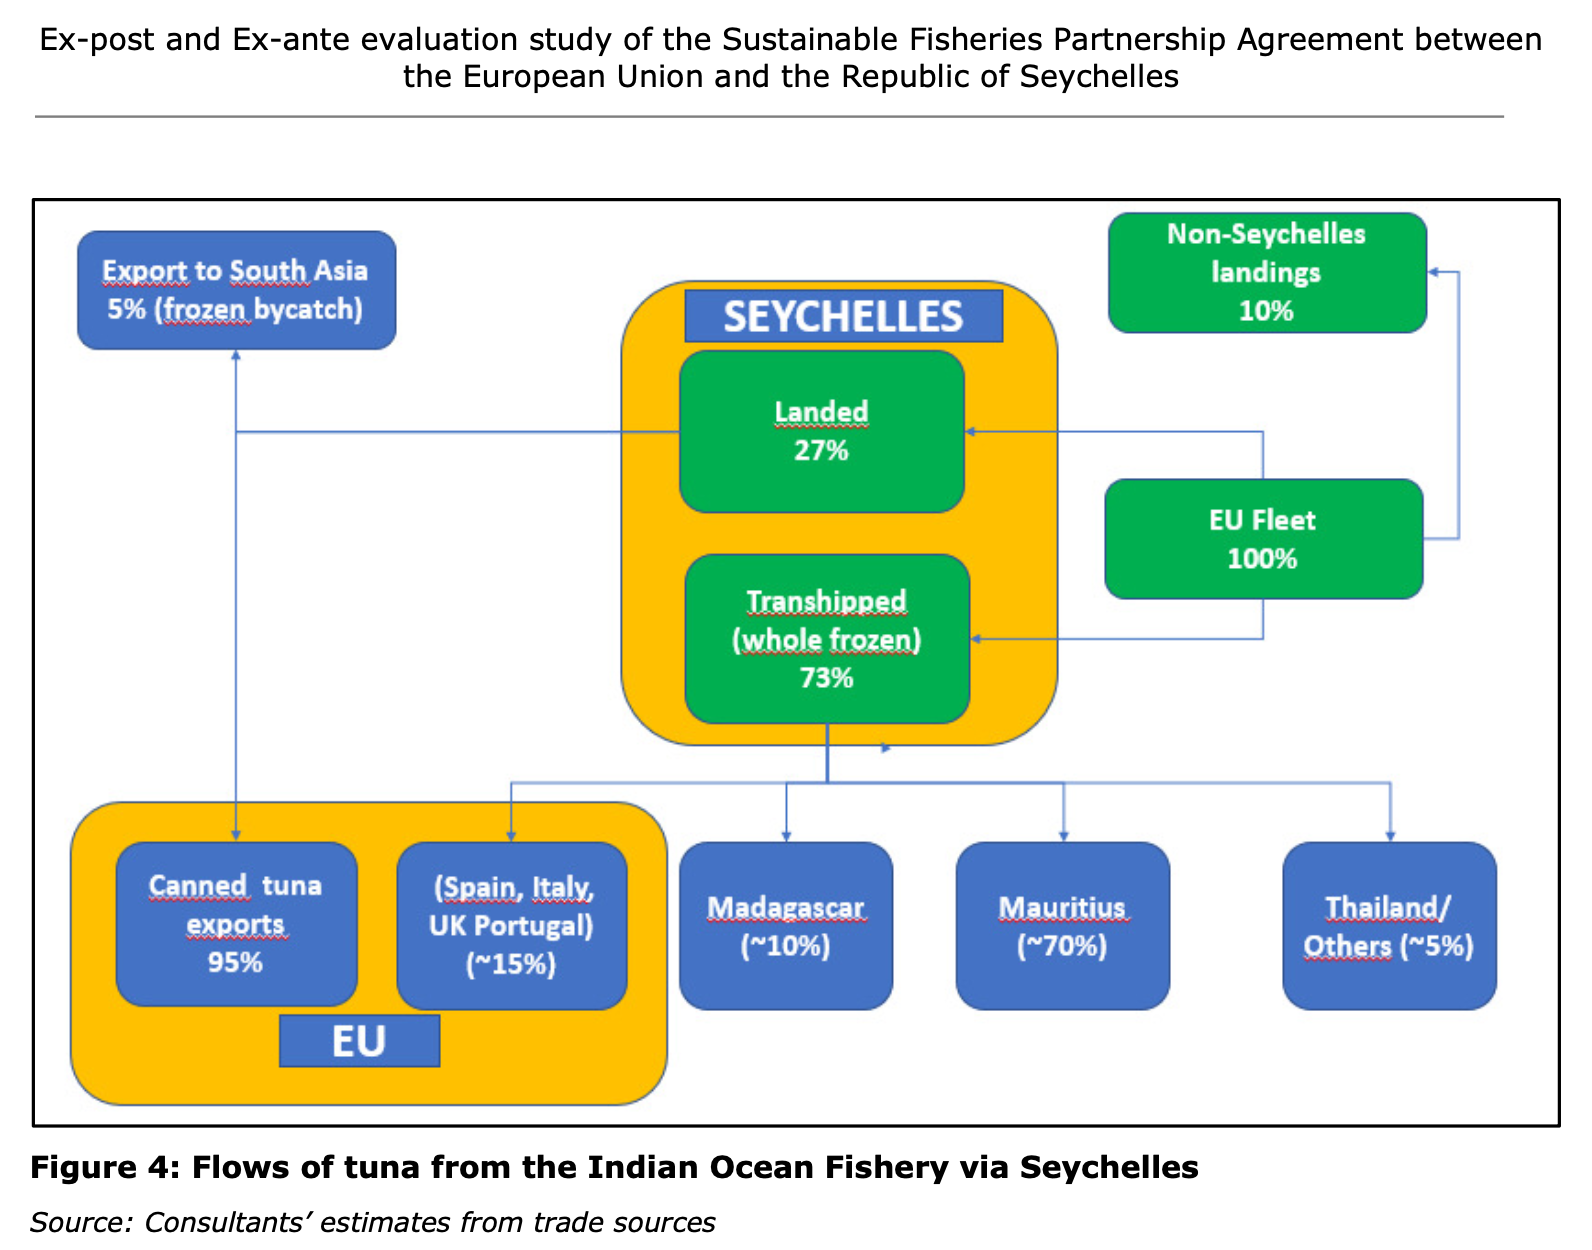 Ex-post and Ex-ante evaluation study of the Sustainable Fisheries Partnership Agreement between
the European Union and the Republic of Seychelles
Export to South Asia
5% (frozen bycatch)
Non-Seychelles
landings
10%
SEYCHELLES
Landed
27%
EU Fleet
100%
Transhipped
(whole frozen)
73%
Canned tuna
exports
95%
(Spain, Italy,
UK Portugal)
(~15%)
Madagascar
(~10%)
Mauritius
(~70%)
Thailand/
Others (~5%)
EU
Figure 4: Flows of tuna from the Indian Ocean Fishery via Seychelles
Source: Consultants’ estimates from trade sources